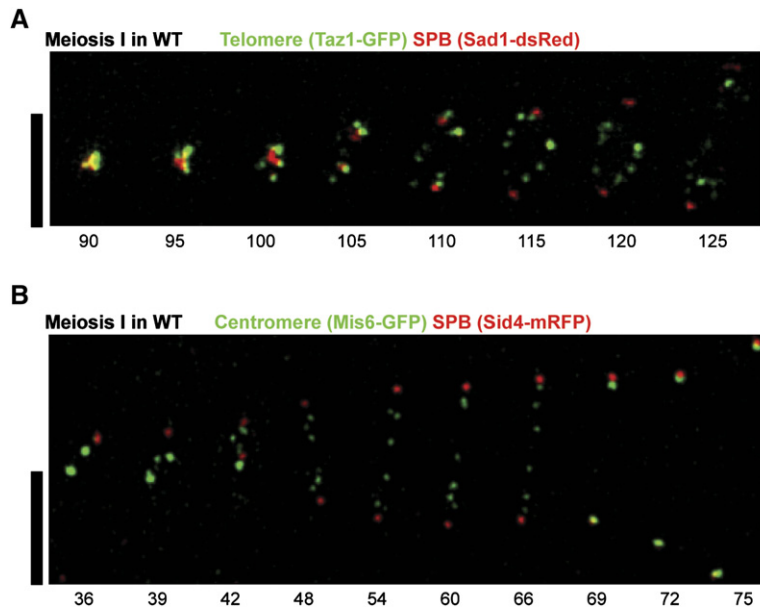 A
Meiosis I in WT Telomere (Taz1-GFP) SPB (Sad1-dsRed)
90 95 100 105 110 115 120 125
B
Meiosis I in WT Centromere (Mis6-GFP) SPB (Sid4-mRFP)
36 39 42 48 54 60 66 69 72 75